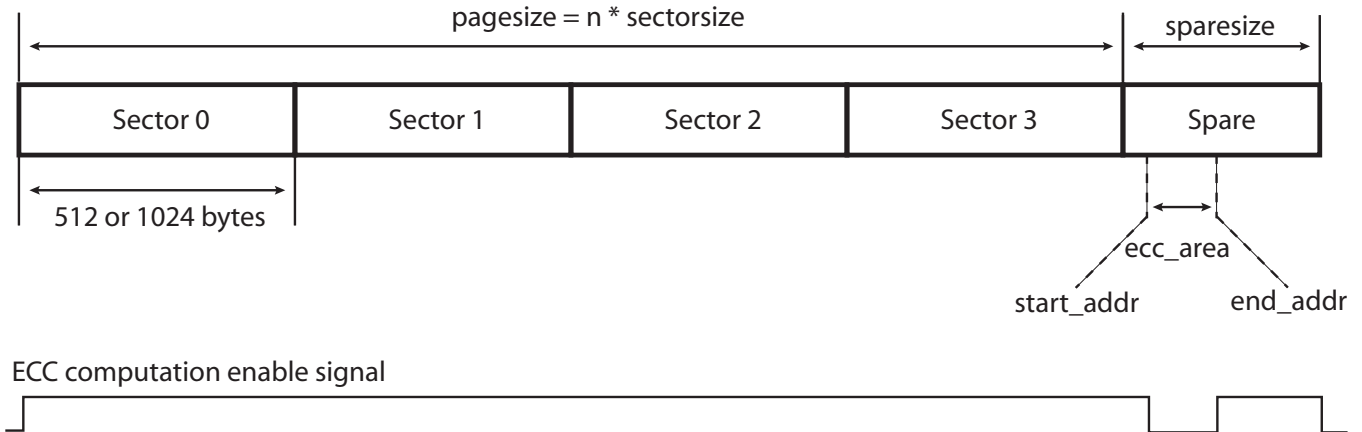 pagesize = n * sectorsize
sparesize
Sector 0
Sector 1
Sector 2
Sector 3
Spare
512 or 1024 bytes
ecc_area
start_addr
end_addr
ECC computation enable signal